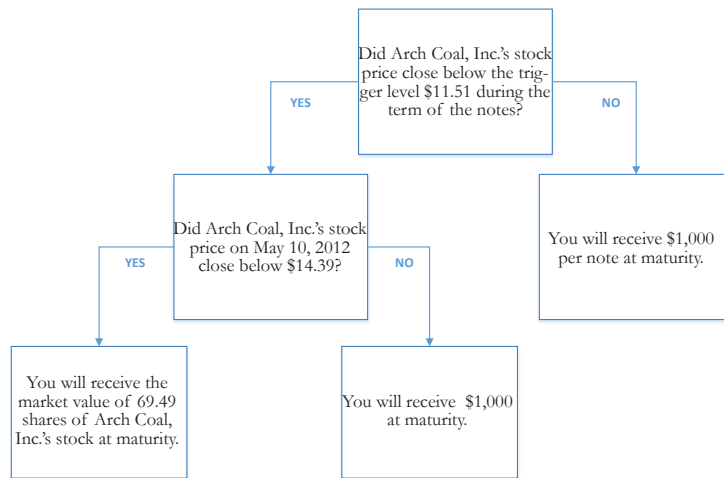 Did Arch Coal, Inc.'s stock
price close below the trig-
ger level $11.51 during the
term of the notes?
YES
NO
Did Arch Coal, Inc.'s stock
price on May 10, 2012
close below $14.39?
You will receive $1,000
per note at maturity.
YES
NO
You will receive the
market value of 69.49
shares of Arch Coal,
Inc.'s stock at maturity.
You will receive $1,000
at maturity.